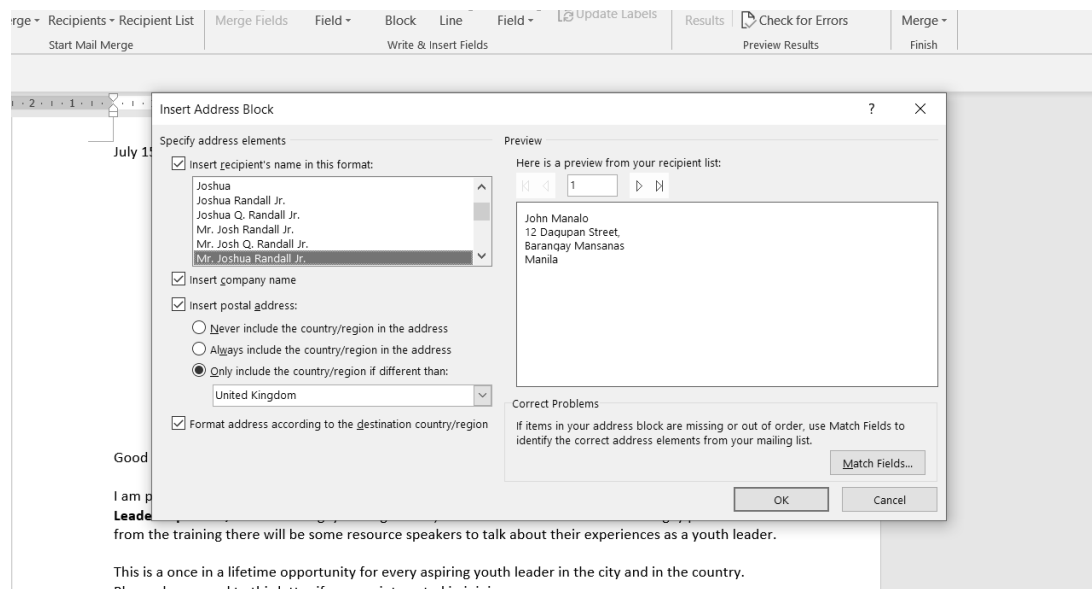 Recipients Recipient List Merge Fields Field Block Line Field Update Labels Results Check for Errors Merge
Start Mail Merge Write & Insert Fields Preview Results Finish
2 1
Insert Address Block ?
Specify address elements Preview
July
Insert recipient's name in this format: Here is a preview from your recipient list:
Joshua 1
Joshua Randall Jr.
Joshua Q. Randall Jr.
Mr. Josh Randall Jr.
Mr. Josh Q. Randall Jr.
Mr. Joshua Randall Jr.
John Manalo
12 Dagupan Street,
Barangay Mansanas
Manila
Insert company name
Insert postal address:
Never include the country/region in the address
Always include the country/region in the address
Only include the country/region if different than:
United Kingdom
Format address according to the destination country/region
Correct Problems
If items in your address block are missing or out of order, use Match Fields to
identify the correct address elements from your mailing list.
Match Fields...
OK Cancel
Good
I am
from the training there will be some resource speakers to talk about their experiences as a youth leader.
This is a once in a lifetime opportunity for every aspiring youth leader in the city and in the country.